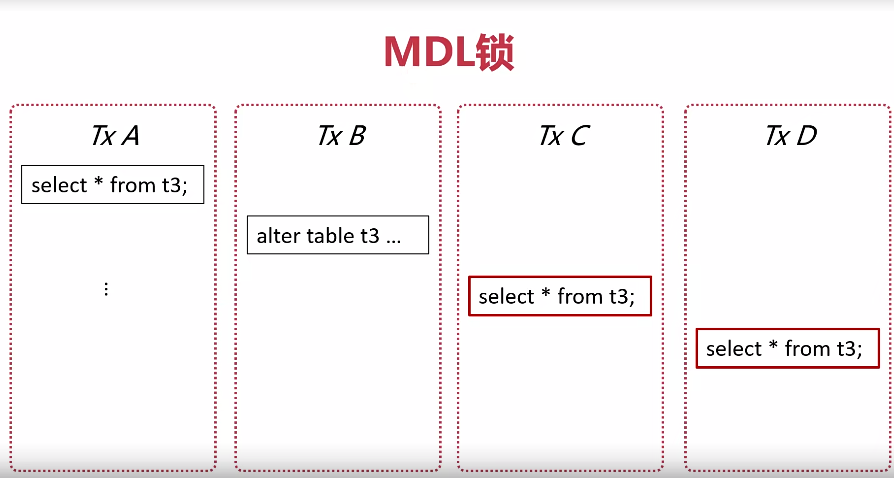 MDL锁
Tx A
select * from t3;
⋮
Tx B
alter table t3 ...
Tx C
select * from t3;
Tx D
select * from t3;